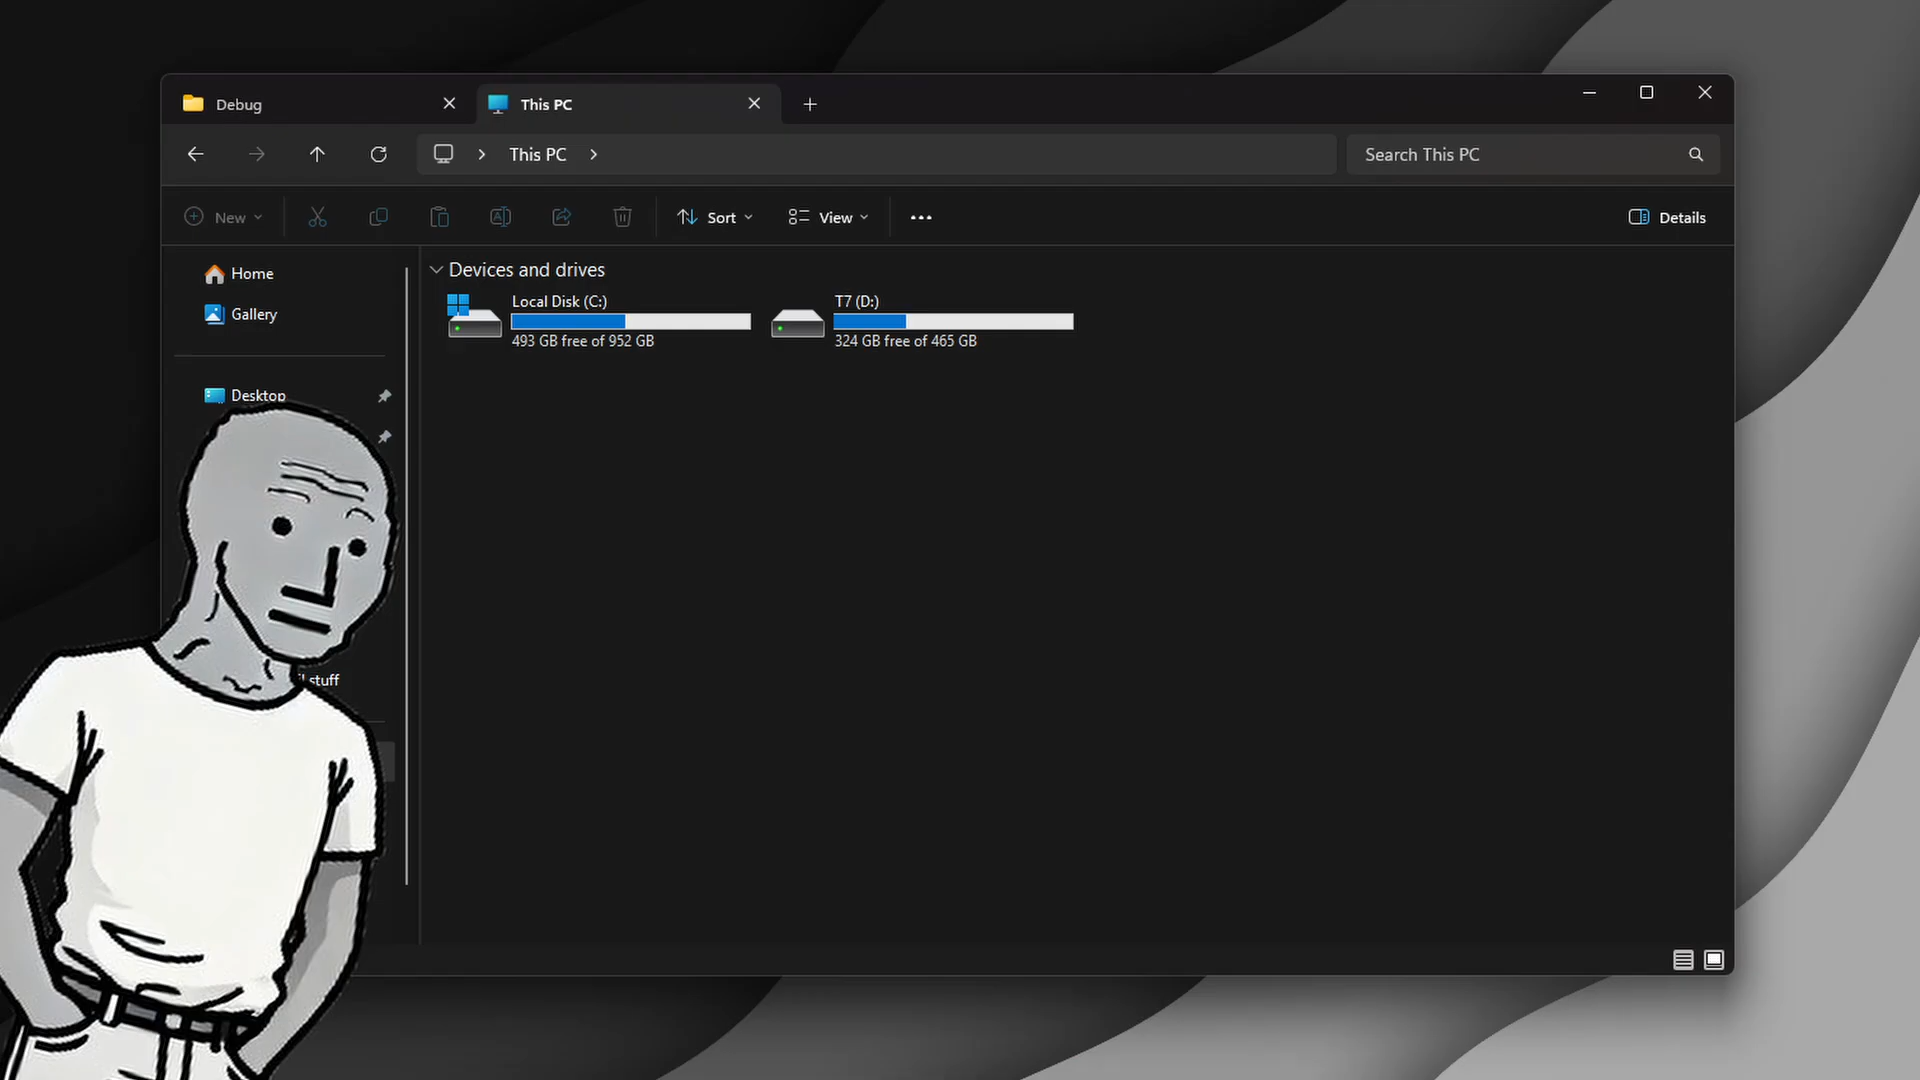 Debug
This PC
This PC
Search This PC
New
Sort
View
Details
Home
Gallery
Desktop
stuff
Devices and drives
Local Disk (C:)
493 GB free of 952 GB
T7 (D:)
324 GB free of 465 GB